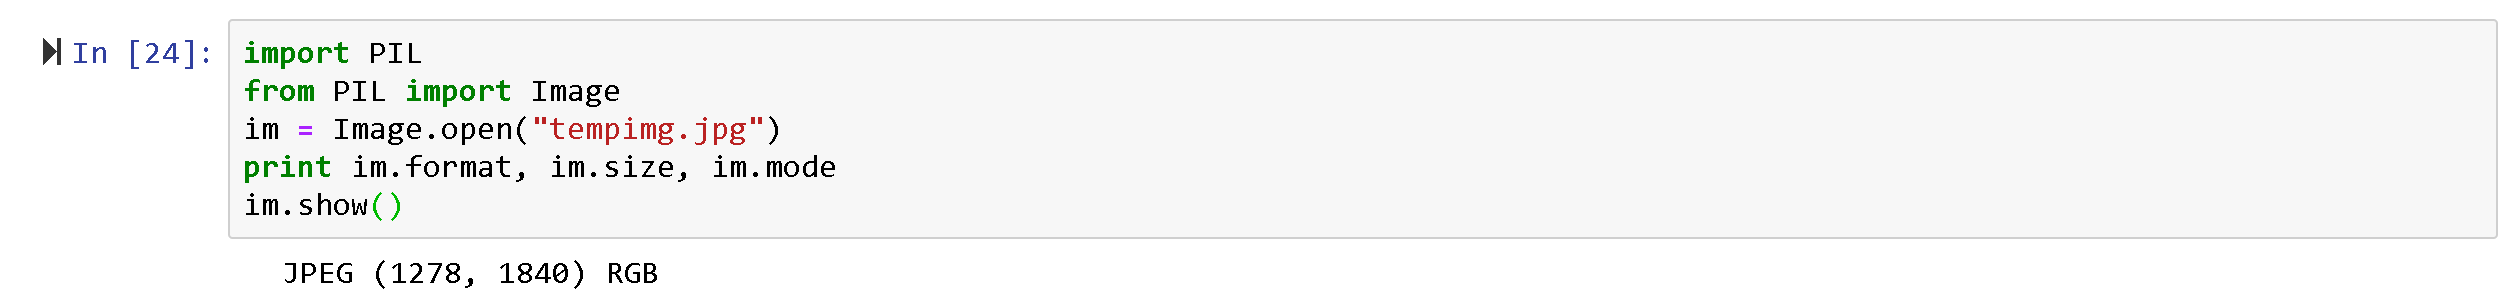 In [24]:
import PIL
from PIL import Image
im = Image.open("tempimg.jpg")
print im.format, im.size, im.mode
im.show()
JPEG (1278, 1840) RGB